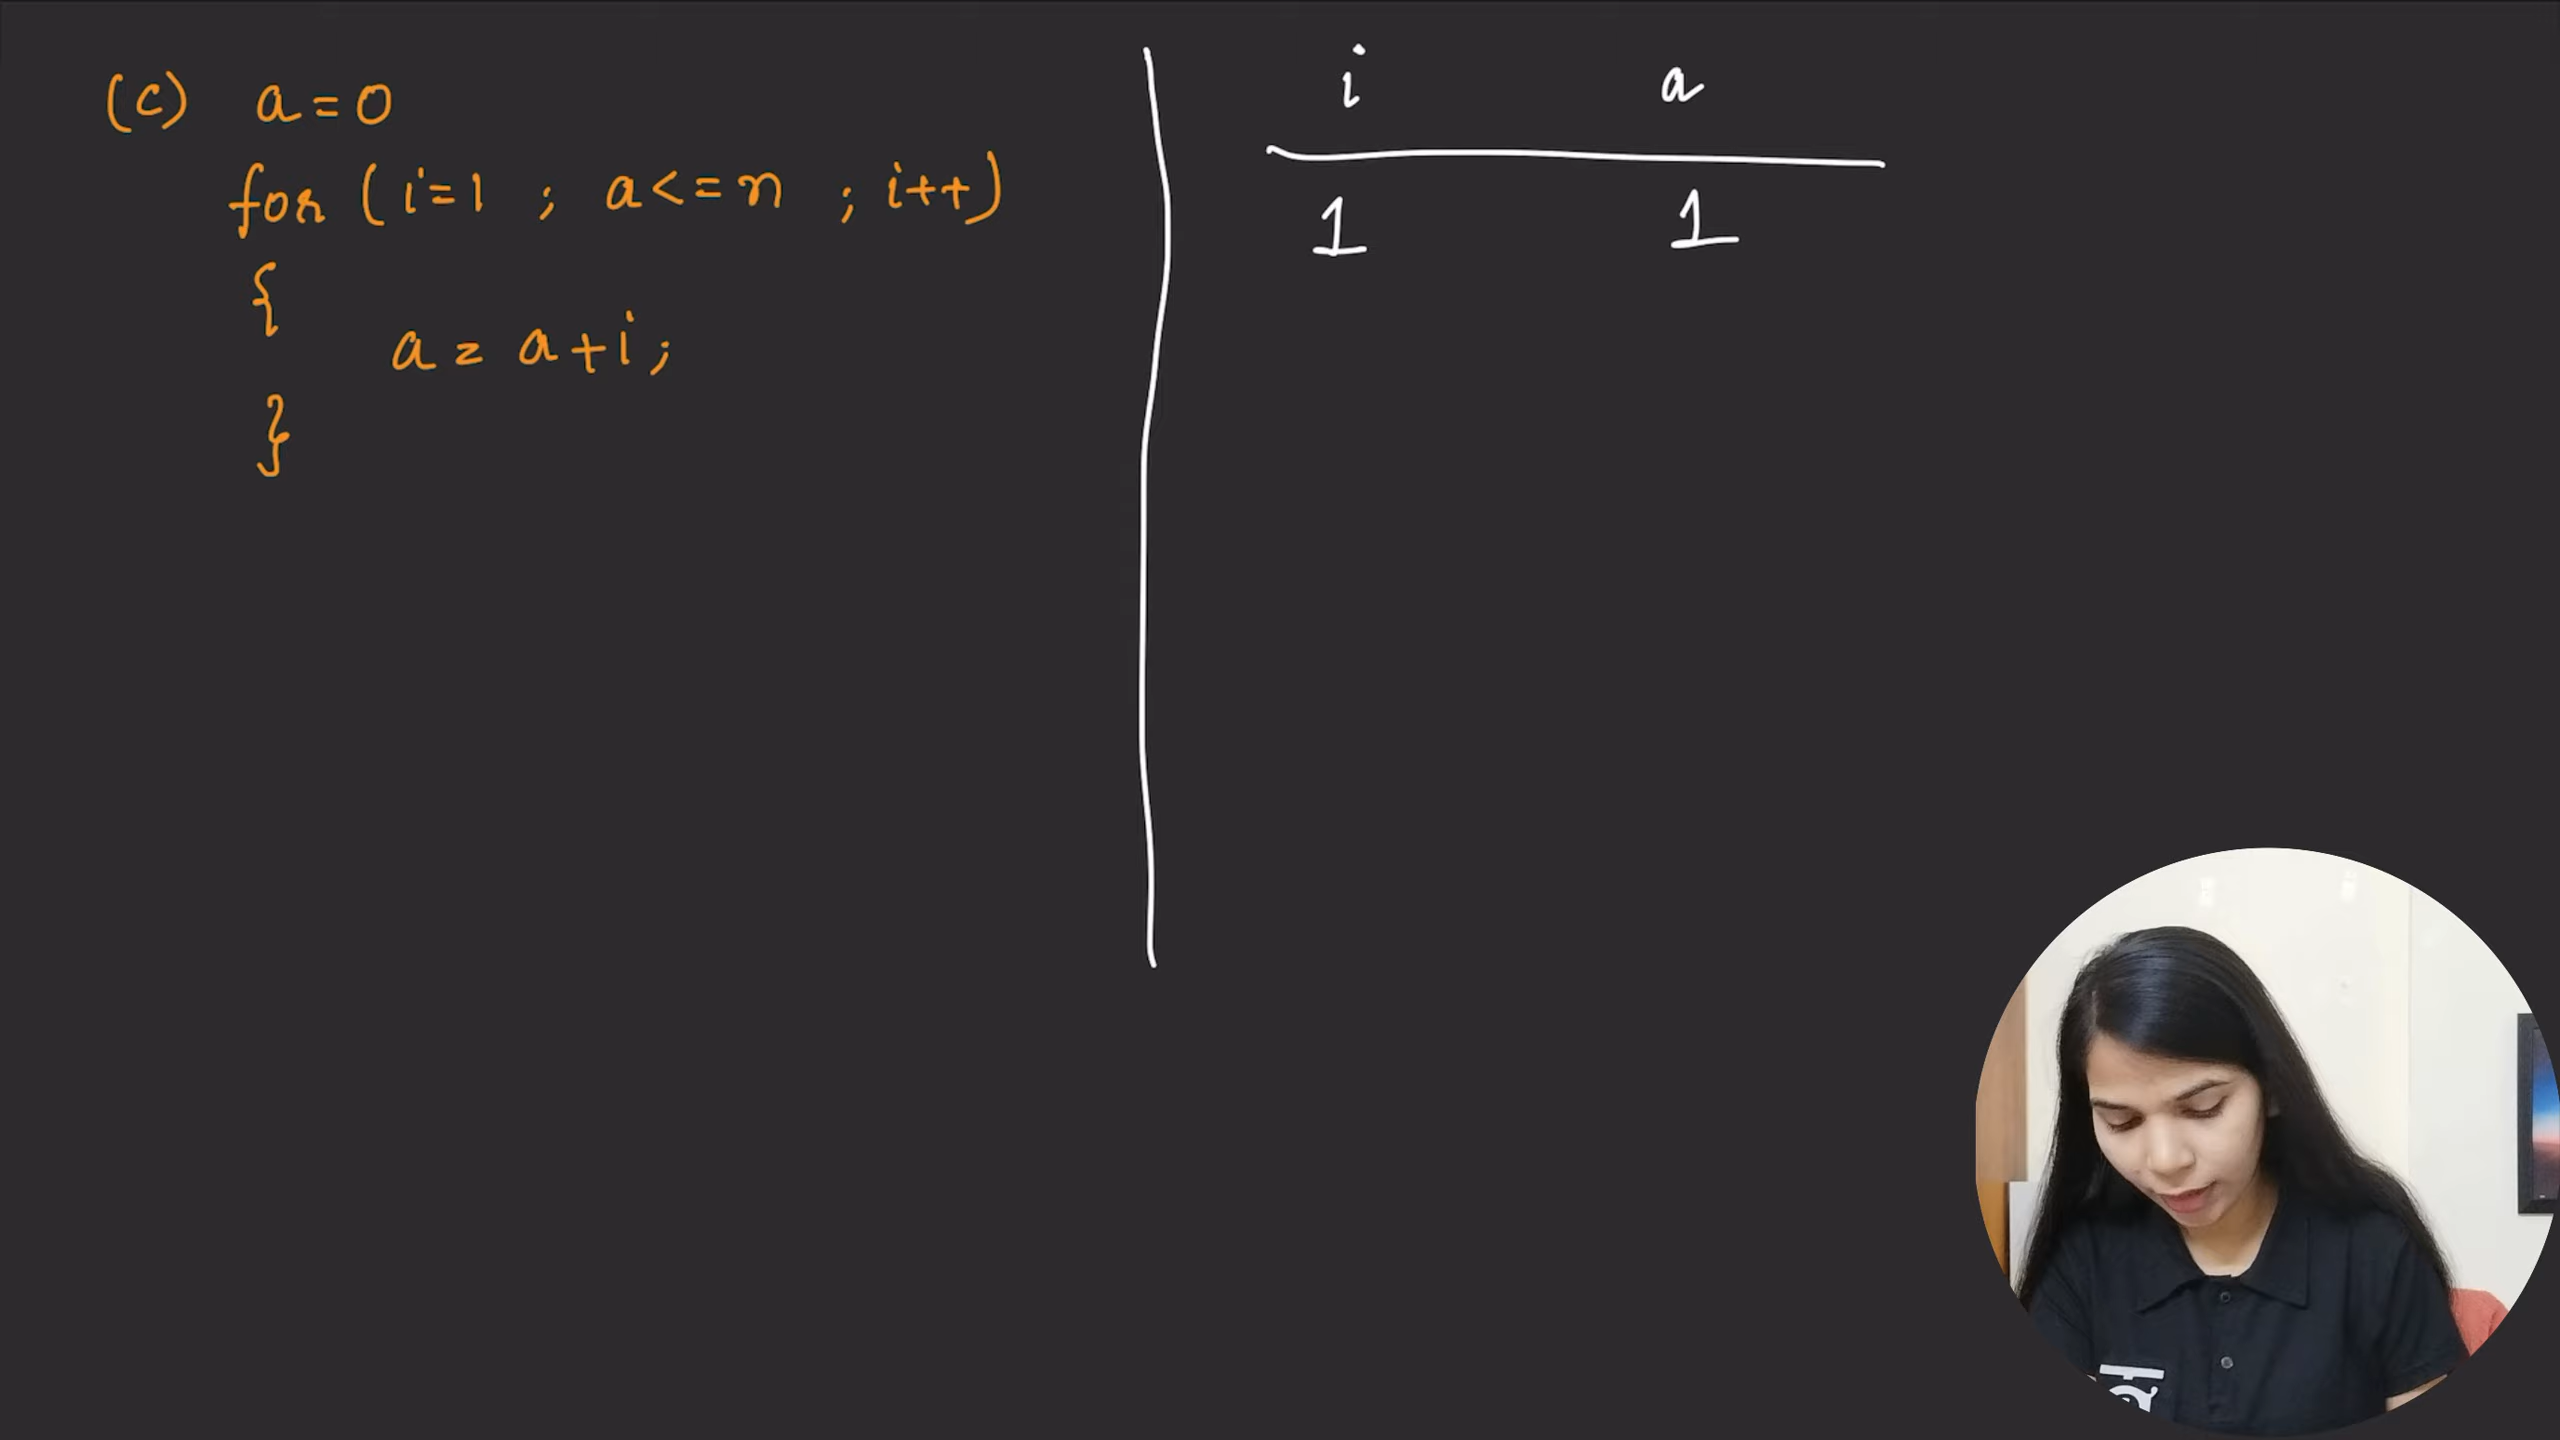 (c) a=0
for (i=1 ; a<=n ; i++)
{
a = a+i;
}
i a
1 1